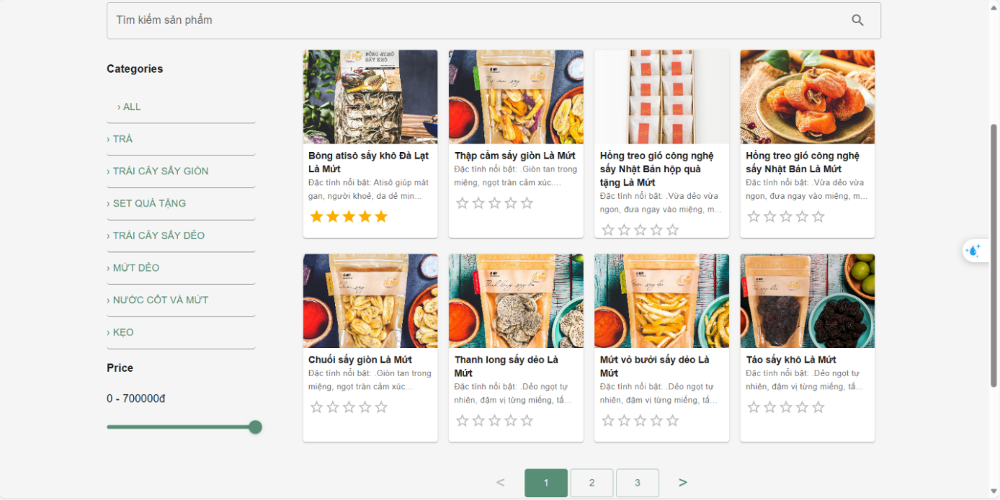 Tìm kiếm sản phẩm
Categories
› ALL
› TRÀ
› TRÁI CÂY SẤY GIÒN
› SET QUÀ TẶNG
› TRÁI CÂY SẤY DẺO
› MỨT DẺO
› NƯỚC CỐT VÀ MỨT
› KẸO
Price
0 - 700000đ
BÔNG ATISÔ
SẤY KHÔ
Bông atisô sấy khô Đà Lạt
Là Mứt
Đặc tính nổi bật: Atisô giúp mát
gan, người khoẻ, da dẻ mịn...
Thập cẩm sấy giòn Là Mứt
Đặc tính nổi bật: .Giòn tan trong
miệng, ngọt tràn cảm xúc....
Hồng treo gió công nghệ
sấy Nhật Bản hộp quà
tặng Là Mứt
Đặc tính nổi bật: .Vừa dẻo vừa
ngon, đưa ngay vào miệng, m...
Hồng treo gió công nghệ
sấy Nhật Bản Là Mứt
Đặc tính nổi bật: .Vừa dẻo vừa
ngon, đưa ngay vào miệng, m...
Chuối sấy giòn Là Mứt
Đặc tính nổi bật: .Giòn tan trong
miệng, ngọt tràn cảm xúc...
Thanh long sấy dẻo Là
Mứt
Đặc tính nổi bật: .Dẻo ngọt tự
nhiên, đậm vị từng miếng, tấ...
Mứt vỏ bưởi sấy dẻo Là
Mứt
Đặc tính nổi bật: .Dẻo ngọt tự
nhiên, đậm vị từng miếng, tấ...
Táo sấy khô Là Mứt
Đặc tính nổi bật: .Dẻo ngọt tự
nhiên, đậm vị từng miếng, tấ...
< 1 2 3 >